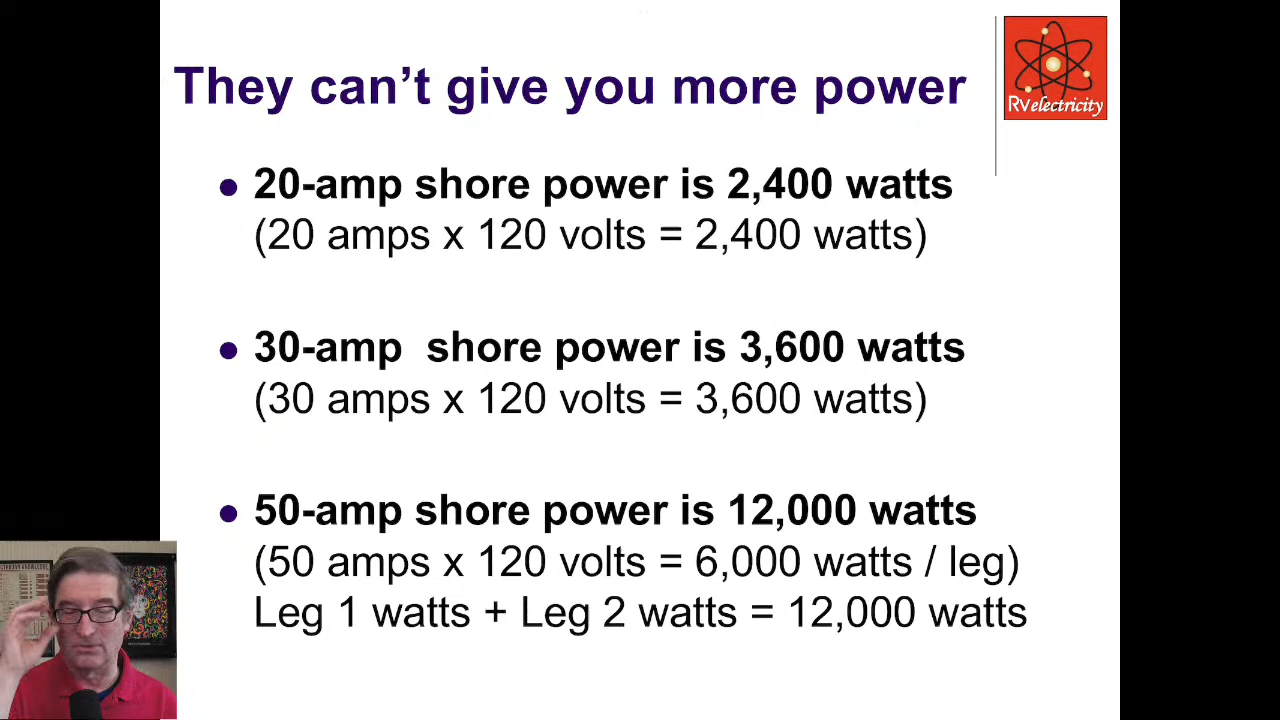 They can't give you more power
RVelectricity
20-amp shore power is 2,400 watts
(20 amps x 120 volts = 2,400 watts)
30-amp  shore power is 3,600 watts
(30 amps x 120 volts = 3,600 watts)
50-amp shore power is 12,000 watts
(50 amps x 120 volts = 6,000 watts / leg)
Leg 1 watts + Leg 2 watts = 12,000 watts